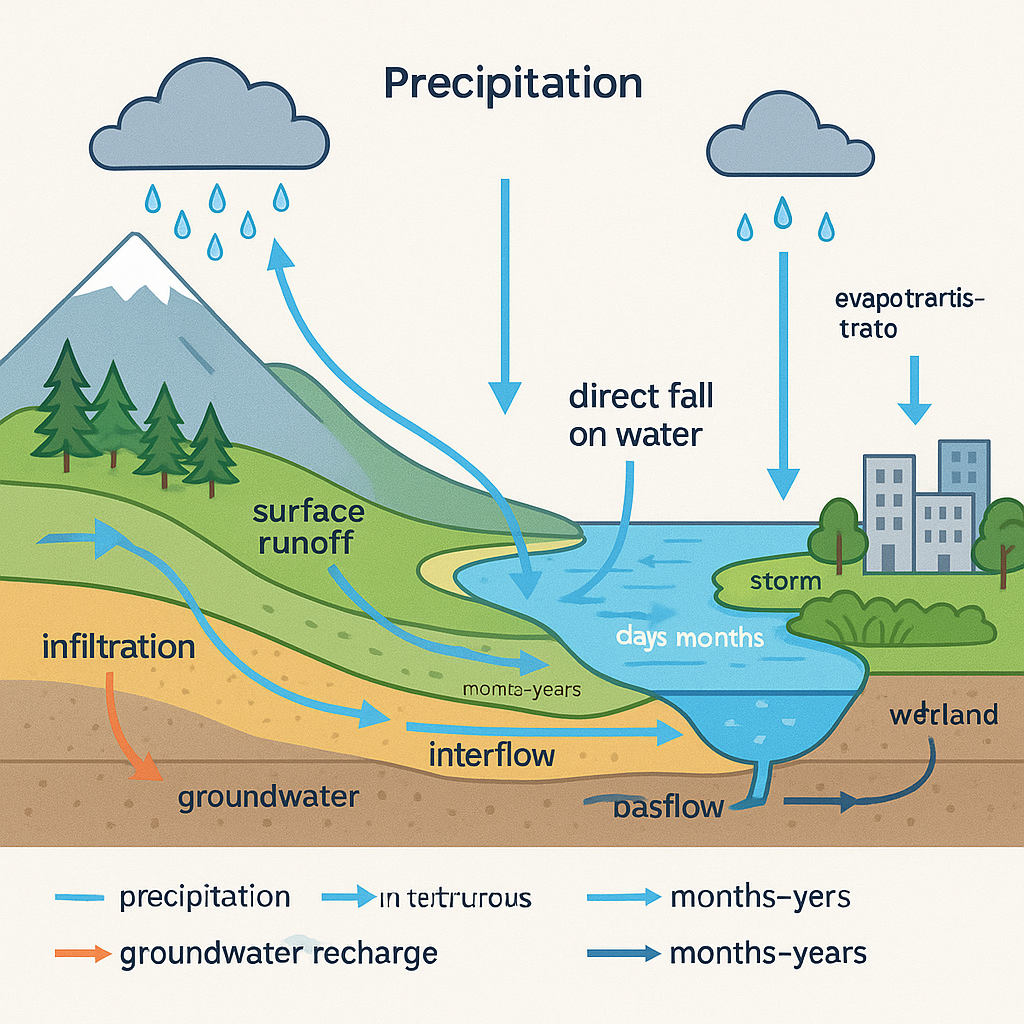 Precipitation
evapotrartis-
trato
direct fall
on water
surface
runoff
storm
days months
infiltration
momta-years
wetland
interflow
groundwater
basflow
precipitation
in tertrurous
months-yers
groundwater recharge
months-years